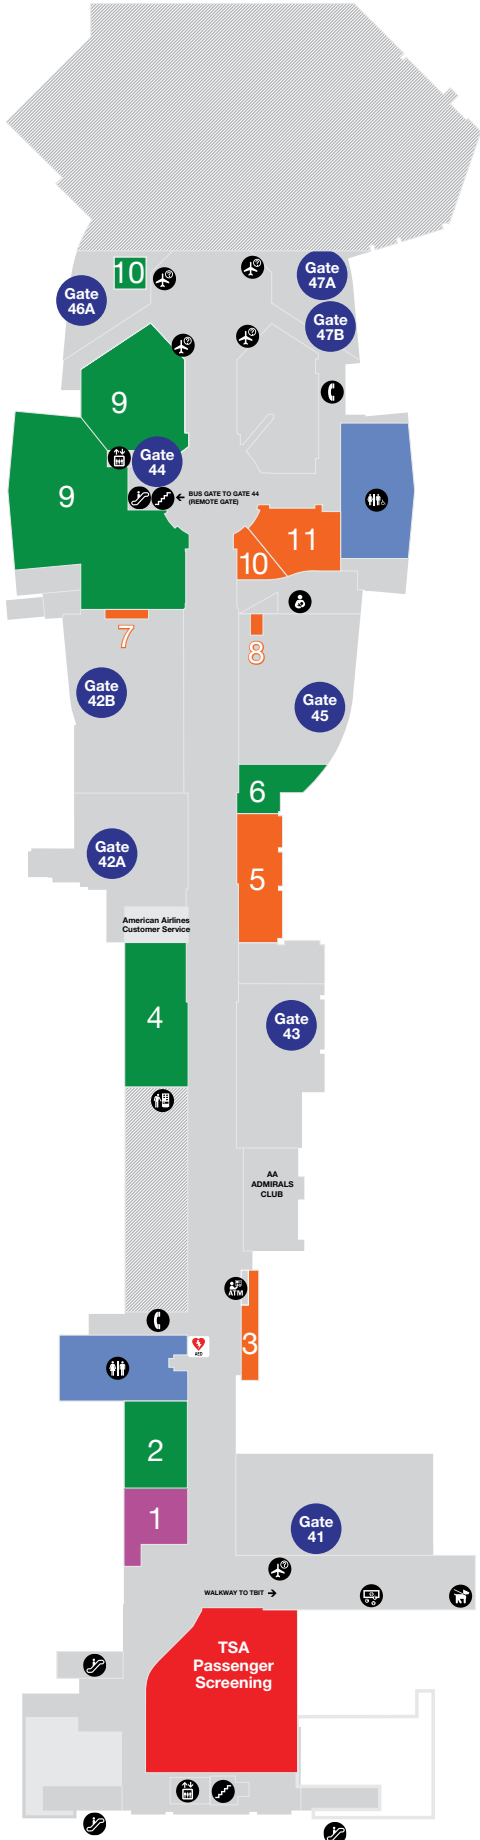 10
Gate
46A
Gate
47A
Gate
47B
9
Gate
44
9
BUS GATE TO GATE 44
(REMOTE GATE)
11
10
7
8
Gate
42B
Gate
45
6
Gate
42A
5
American Airlines
Customer Service
4
Gate
43
AA
ADMIRALS
CLUB
ATM
3
AED
2
1
Gate
41
WALKWAY TO TBIT
TSA
Passenger
Screening